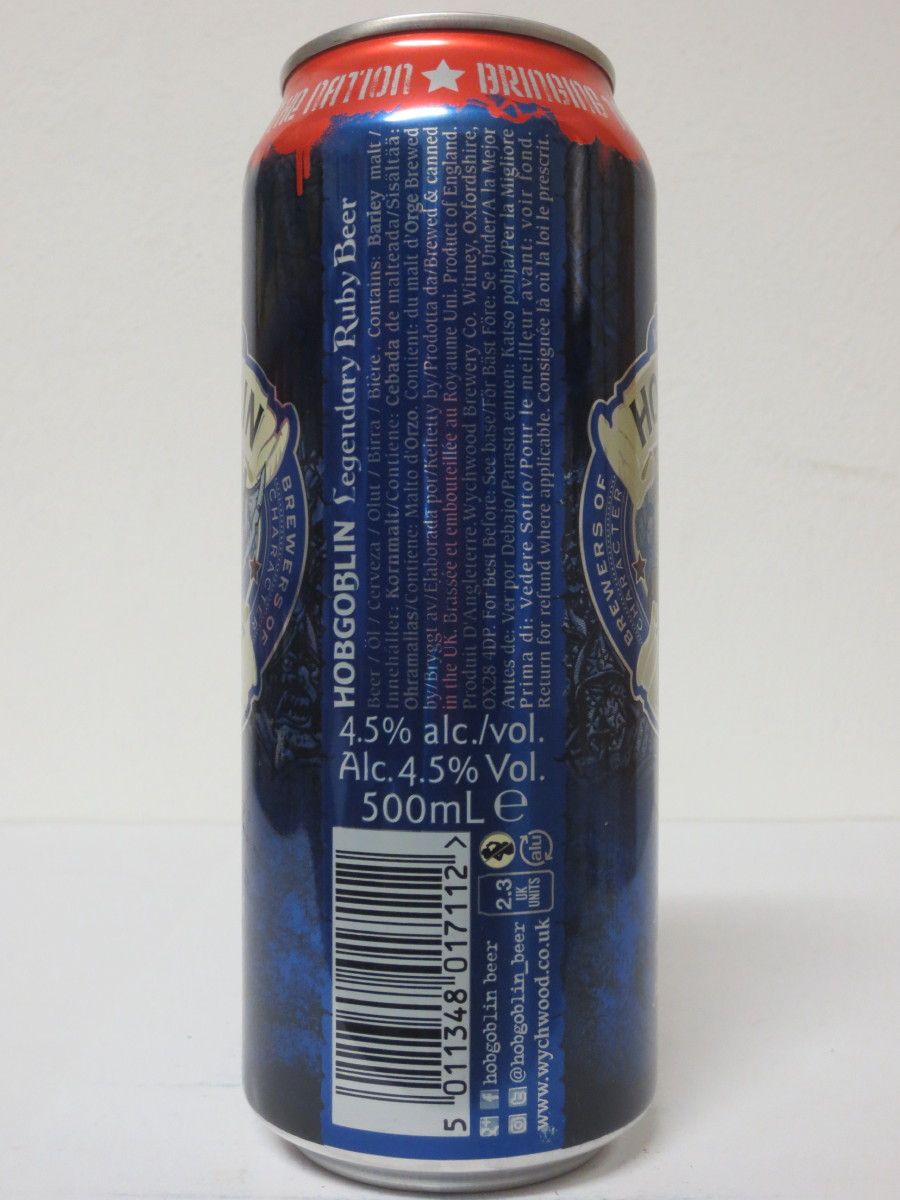 NATION ★ BRINGING
HOBGOBLIN Legendary Ruby Beer
Beer / Öl / cerveza / Olut / Birra / Bière. Contains: Barley malt /
Innehåller: Kornmalt/Contiene: Cebada de malteada/Sisältää:
Ohramallas/Contiene: Malto d'Orzo. Contient: du malt d'Orge Brewed
by/Bryggt av/Elaborada por/Keitetty by/Prodotta da/Brewed & canned
in the UK. Brassée et embouteillée au Royaume Uni. Product of England.
Produit D'Angleterre.Wychwood Brewery Co. Witney, Oxfordshire,
OX28 4DP. For Best Before: See base/För Bäst Före: Se Under/A la Mejor
Antes de: Ver por Debajo/Parasta ennen: Katso pohja/Per la Migliore
Prima di: Vedere Sotto/Pour le meilleur avant: voir fond.
Return for refund where applicable. Consignée là où la loi le prescrit.
4.5% alc./vol.
Alc. 4.5% Vol.
500mL ℮
5 011348 017112 >
alu
2.3
UK
UNITS
hobgoblin beer
@hobgoblin_beer
www.wychwood.co.uk
BREWERS OF
CHARACTER
HO
BREWERS OF
CHARACTER